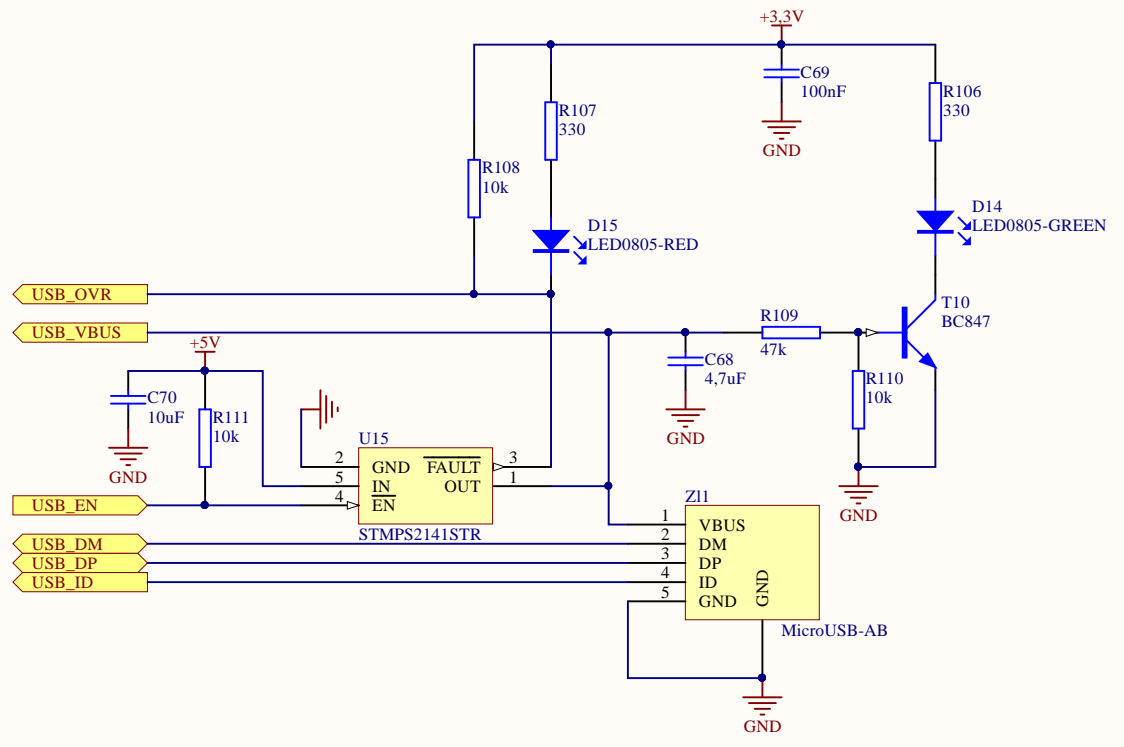 +3,3V
C69
100nF
GND
R106
330
R107
330
R108
10k
D15
LED0805-RED
D14
LED0805-GREEN
USB_OVR
USB_VBUS
T10
BC847
R109
47k
+5V
C68
4,7uF
GND
R110
10k
GND
C70
10uF
GND
R111
10k
U15
2
GND
FAULT
3
5
IN
OUT
1
4
EN
STMPS2141STR
USB_EN
USB_DM
USB_DP
USB_ID
Zl1
1
VBUS
2
DM
3
DP
4
ID
5
GND
GND
MicroUSB-AB
GND